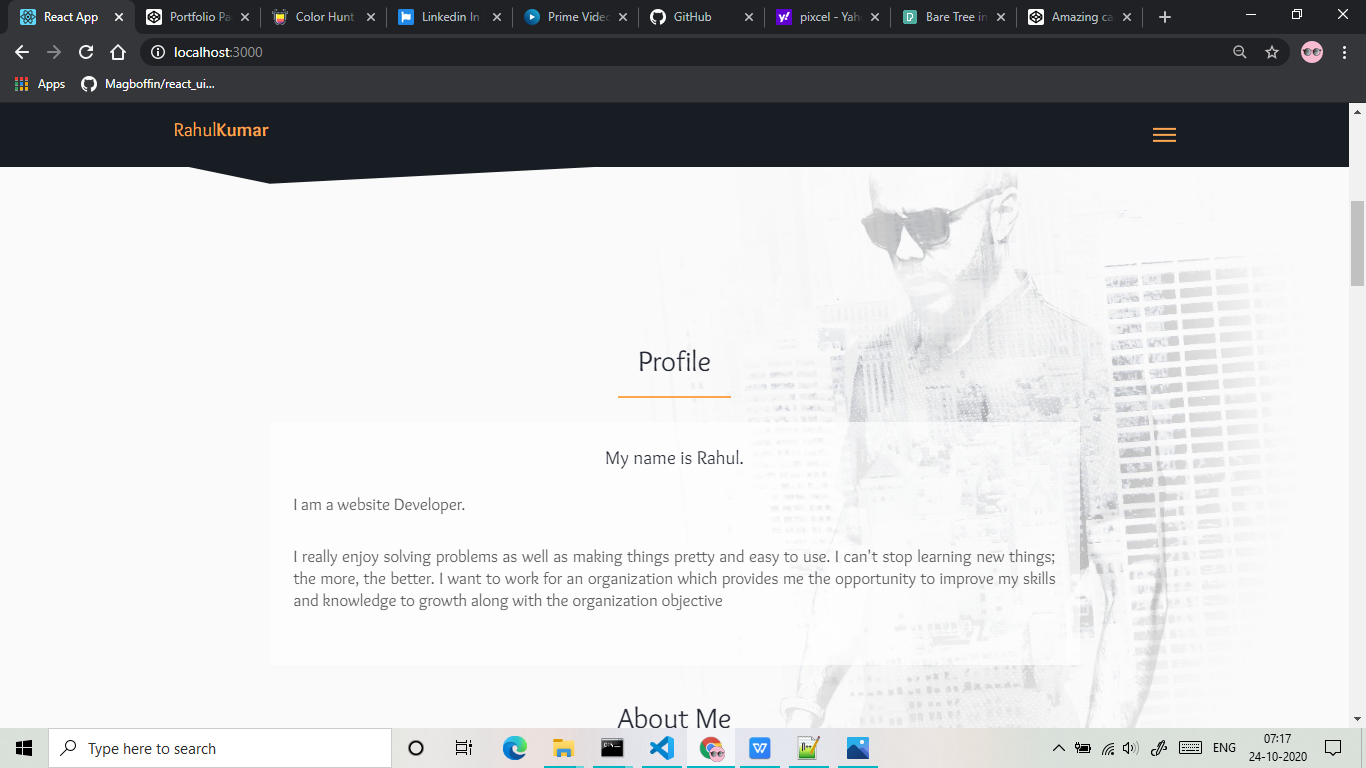 React App
Portfolio Pa
Color Hunt
Linkedin In
Prime Video
GitHub
pixcel - Yah
Bare Tree in
Amazing ca
localhost:3000
Apps
Magboffin/react_ui...
RahulKumar
Profile
My name is Rahul.
I am a website Developer.
I really enjoy solving problems as well as making things pretty and easy to use. I can't stop learning new things;
the more, the better. I want to work for an organization which provides me the opportunity to improve my skills
and knowledge to growth along with the organization objective
About Me
Type here to search
ENG
07:17
24-10-2020